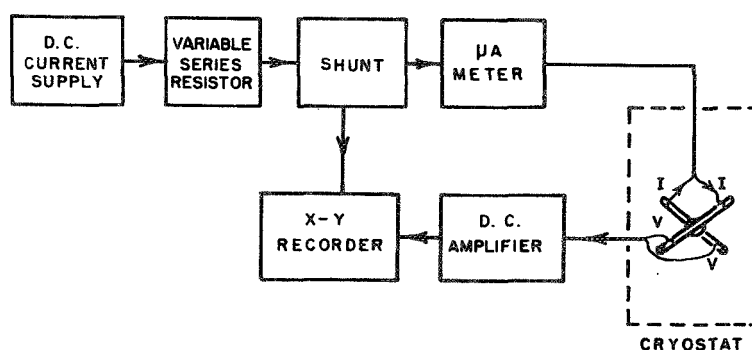 D.C.
CURRENT
SUPPLY
VARIABLE
SERIES
RESISTOR
SHUNT
μA
METER
X-Y
RECORDER
D.C.
AMPLIFIER
I
I
V
V
CRYOSTAT